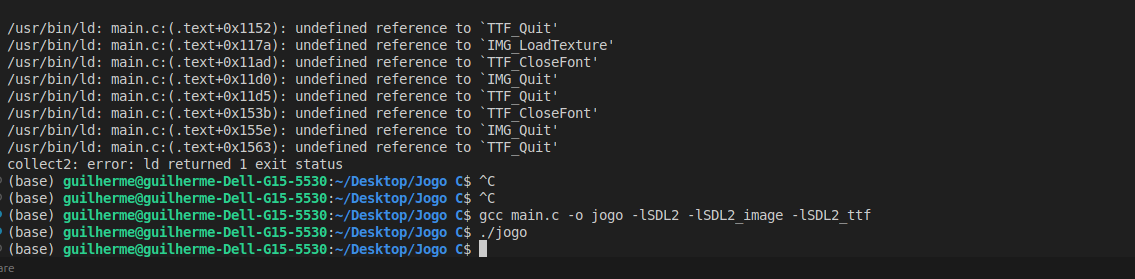 /usr/bin/ld: main.c:(.text+0x1152): undefined reference to `TTF_Quit'
/usr/bin/ld: main.c:(.text+0x117a): undefined reference to `IMG_LoadTexture'
/usr/bin/ld: main.c:(.text+0x11ad): undefined reference to `TTF_CloseFont'
/usr/bin/ld: main.c:(.text+0x11d0): undefined reference to `IMG_Quit'
/usr/bin/ld: main.c:(.text+0x11d5): undefined reference to `TTF_Quit'
/usr/bin/ld: main.c:(.text+0x153b): undefined reference to `TTF_CloseFont'
/usr/bin/ld: main.c:(.text+0x155e): undefined reference to `IMG_Quit'
/usr/bin/ld: main.c:(.text+0x1563): undefined reference to `TTF_Quit'
collect2: error: ld returned 1 exit status
(base) guilherme@guilherme-Dell-G15-5530:~/Desktop/Jogo C$ ^C
(base) guilherme@guilherme-Dell-G15-5530:~/Desktop/Jogo C$ ^C
(base) guilherme@guilherme-Dell-G15-5530:~/Desktop/Jogo C$ gcc main.c -o jogo -lSDL2 -lSDL2_image -lSDL2_ttf
(base) guilherme@guilherme-Dell-G15-5530:~/Desktop/Jogo C$ ./jogo
(base) guilherme@guilherme-Dell-G15-5530:~/Desktop/Jogo C$
are